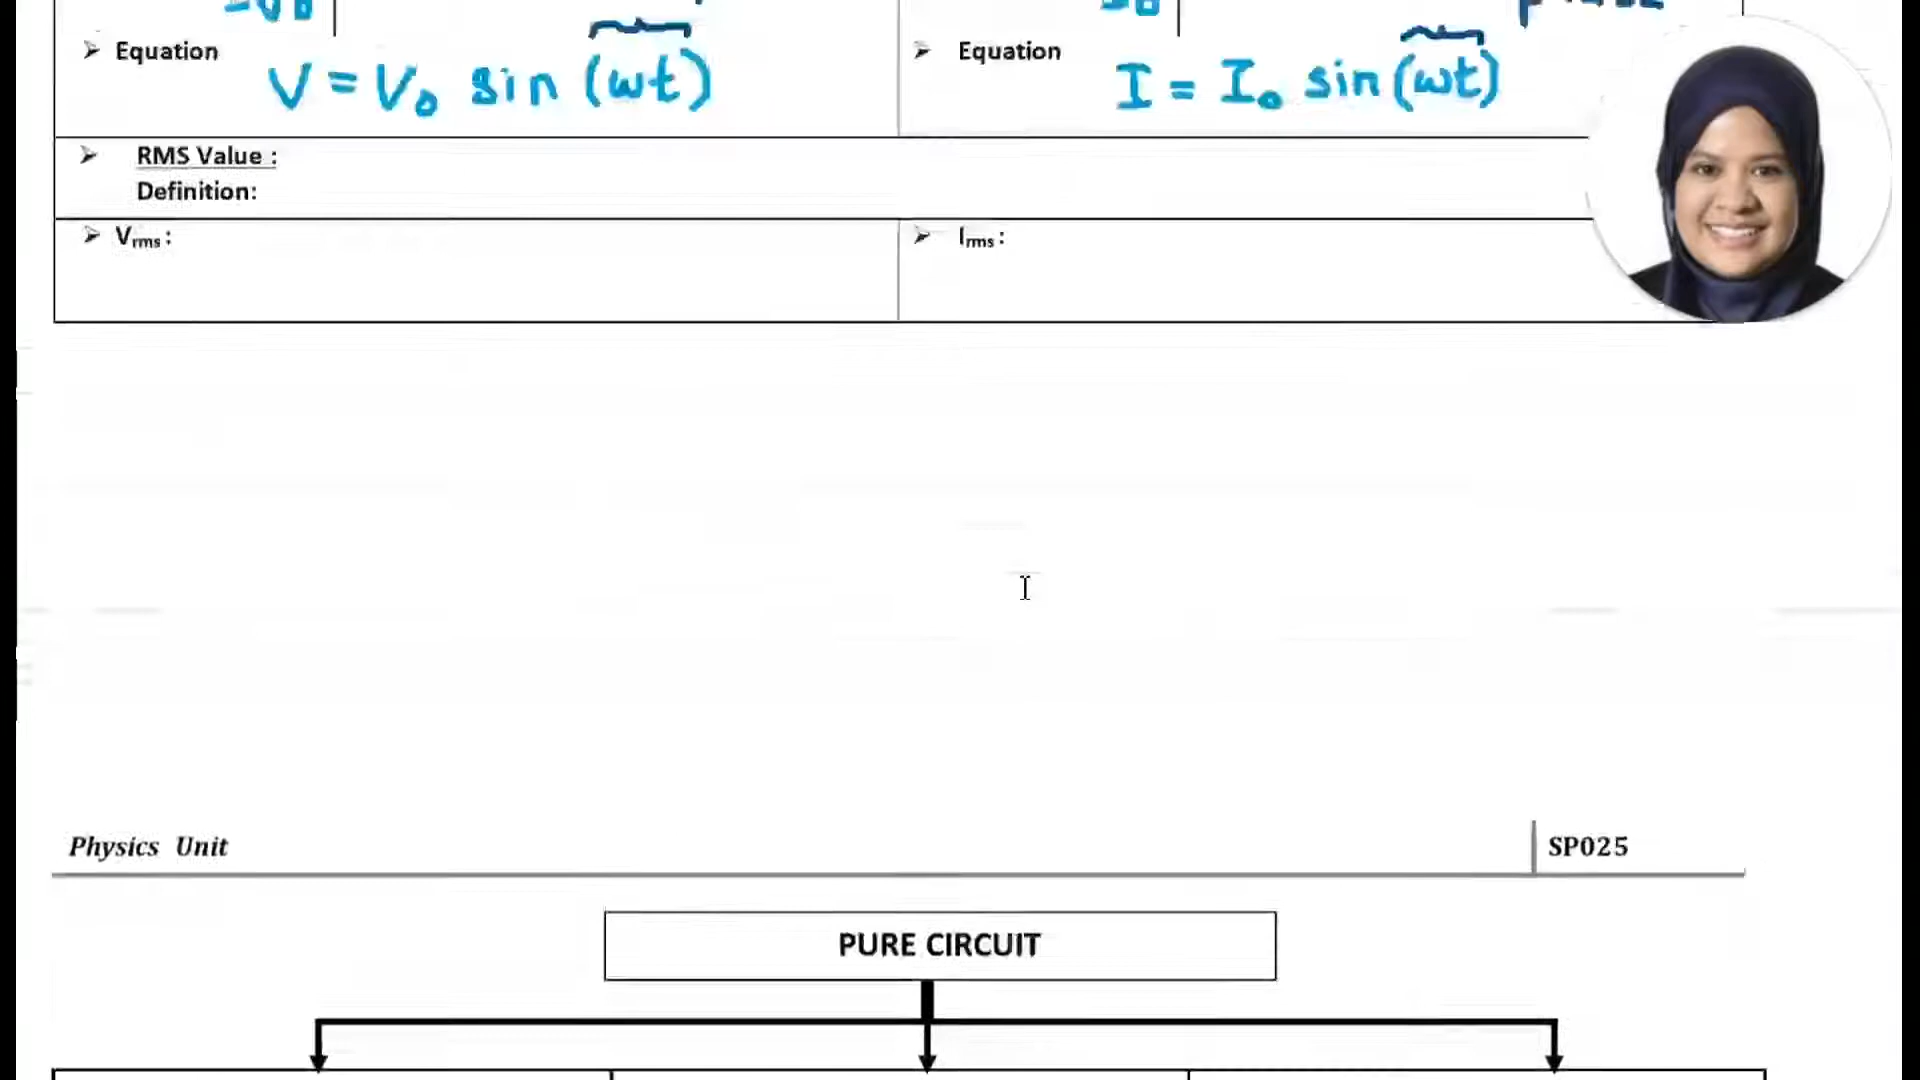 Equation
V = V₀ sin (ωt)
Equation
I = I₀ sin (ωt)
RMS Value :
Definition:
Vrms :
Irms :
Physics Unit
SP025
PURE CIRCUIT